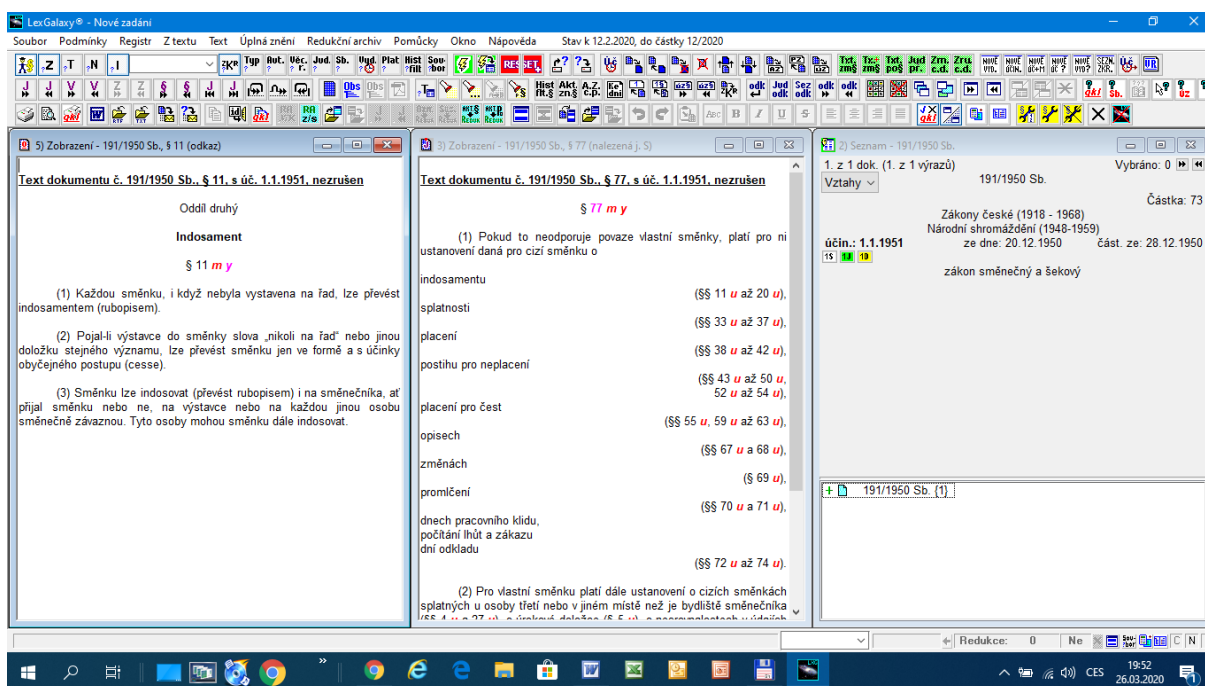 LexGalaxy® - Nové zadání
Soubor Podmínky Registr Z textu Text Úplná znění Redukční archiv Pomůcky Okno Nápověda Stav k 12.2.2020, do částky 12/2020
5) Zobrazení - 191/1950 Sb., § 11 (odkaz)
Text dokumentu č. 191/1950 Sb., § 11, s úč. 1.1.1951, nezrušen
Oddíl druhý
Indosament
§ 11 m y
(1) Každou směnku, i když nebyla vystavena na řad, lze převést
indosamentem (rubopisem).
(2) Pojal-li výstavce do směnky slova „nikoli na řad" nebo jinou
doložku stejného významu, lze převést směnku jen ve formě a s účinky
obyčejného postupu (cesse).
(3) Směnku lze indosovat (převést rubopisem) i na směnečníka, ať
přijal směnku nebo ne, na výstavce nebo na každou jinou osobu
směnečně závaznou. Tyto osoby mohou směnku dále indosovat.
3) Zobrazení - 191/1950 Sb., § 77 (nalezená j. S)
Text dokumentu č. 191/1950 Sb., § 77, s úč. 1.1.1951, nezrušen
§ 77 m y
(1) Pokud to neodporuje povaze vlastní směnky, platí pro ni
ustanovení daná pro cizí směnku o
indosamentu
(§§ 11 u až 20 u),
splatnosti
(§§ 33 u až 37 u),
placení
(§§ 38 u až 42 u),
postihu pro neplacení
(§§ 43 u až 50 u,
52 u až 54 u),
placení pro čest
(§§ 55 u, 59 u až 63 u),
opisech
(§§ 67 u a 68 u),
změnách
(§ 69 u),
promlčení
(§§ 70 u a 71 u),
dnech pracovního klidu,
počítání lhůt a zákazu
dní odkladu
(§§ 72 u až 74 u).
(2) Pro vlastní směnku platí dále ustanovení o cizích směnkách
splatných u osoby třetí nebo v jiném místě než je bydliště směnečníka
(§§ 4 u a 27 u), o úrokové doložce (§ 5 u), o nesrovnalostech v údajích
2) Seznam - 191/1950 Sb.
1. z 1 dok. (1. z 1 výrazů) Vybráno: 0
Vztahy 191/1950 Sb.
Částka: 73
Zákony české (1918 - 1968)
Národní shromáždění (1948-1959)
účin.: 1.1.1951 ze dne: 20.12.1950 část. ze: 28.12.1950
zákon směnečný a šekový
191/1950 Sb. {1}
Redukce: 0 Ne C N
CES 19:52
26.03.2020